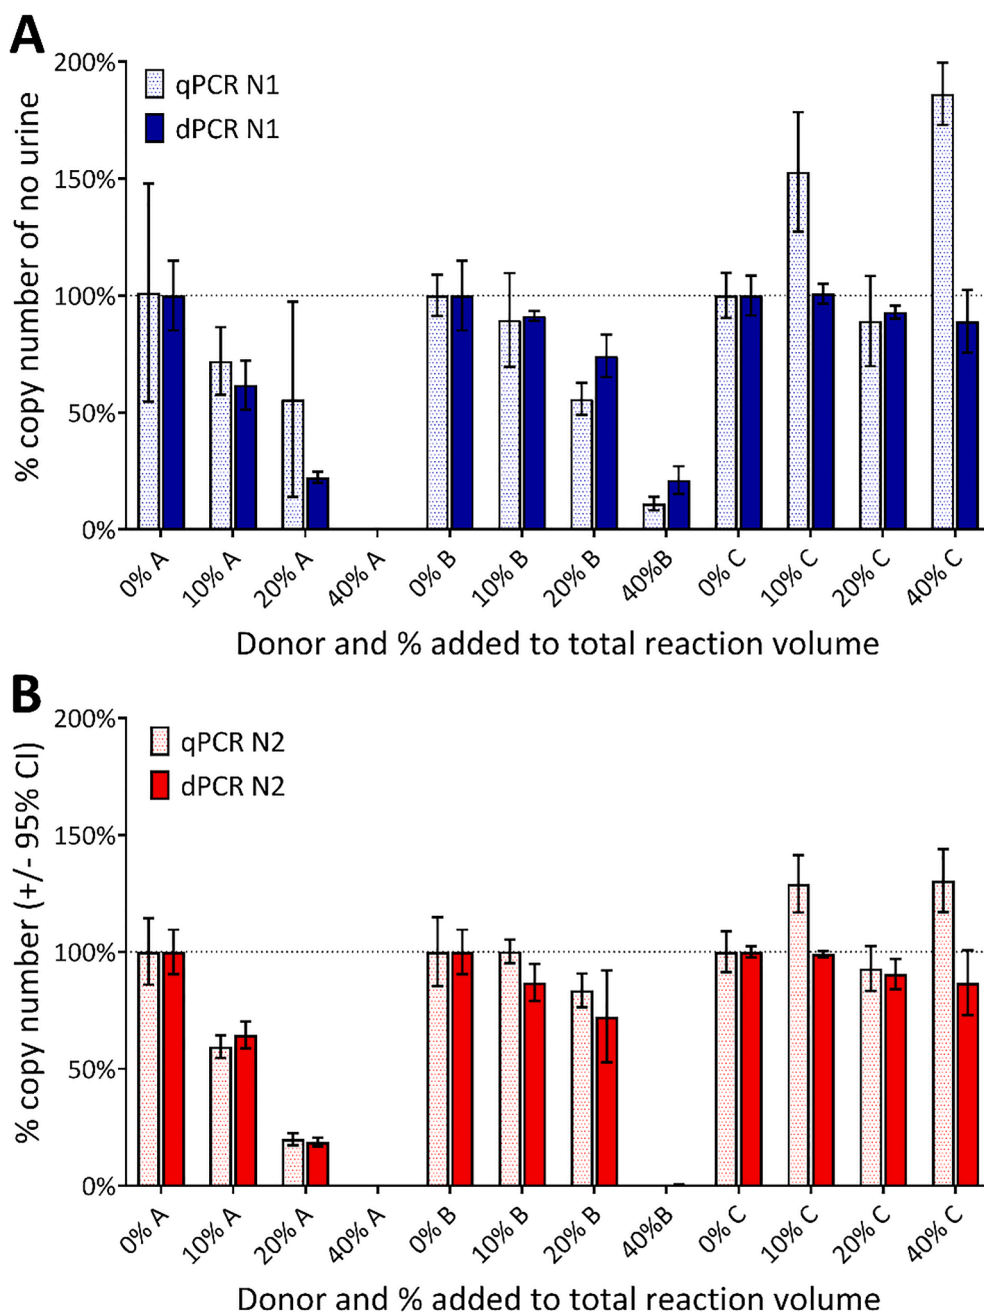 A
200%
150%
100%
50%
0%
% copy number of no urine
qPCR N1
dPCR N1
0% A
10% A
20% A
40% A
0% B
10% B
20% B
40%B
0% C
10% C
20% C
40% C
Donor and % added to total reaction volume
B
200%
150%
100%
50%
0%
% copy number (+/- 95% CI)
qPCR N2
dPCR N2
0% A
10% A
20% A
40% A
0% B
10% B
20% B
40%B
0% C
10% C
20% C
40% C
Donor and % added to total reaction volume